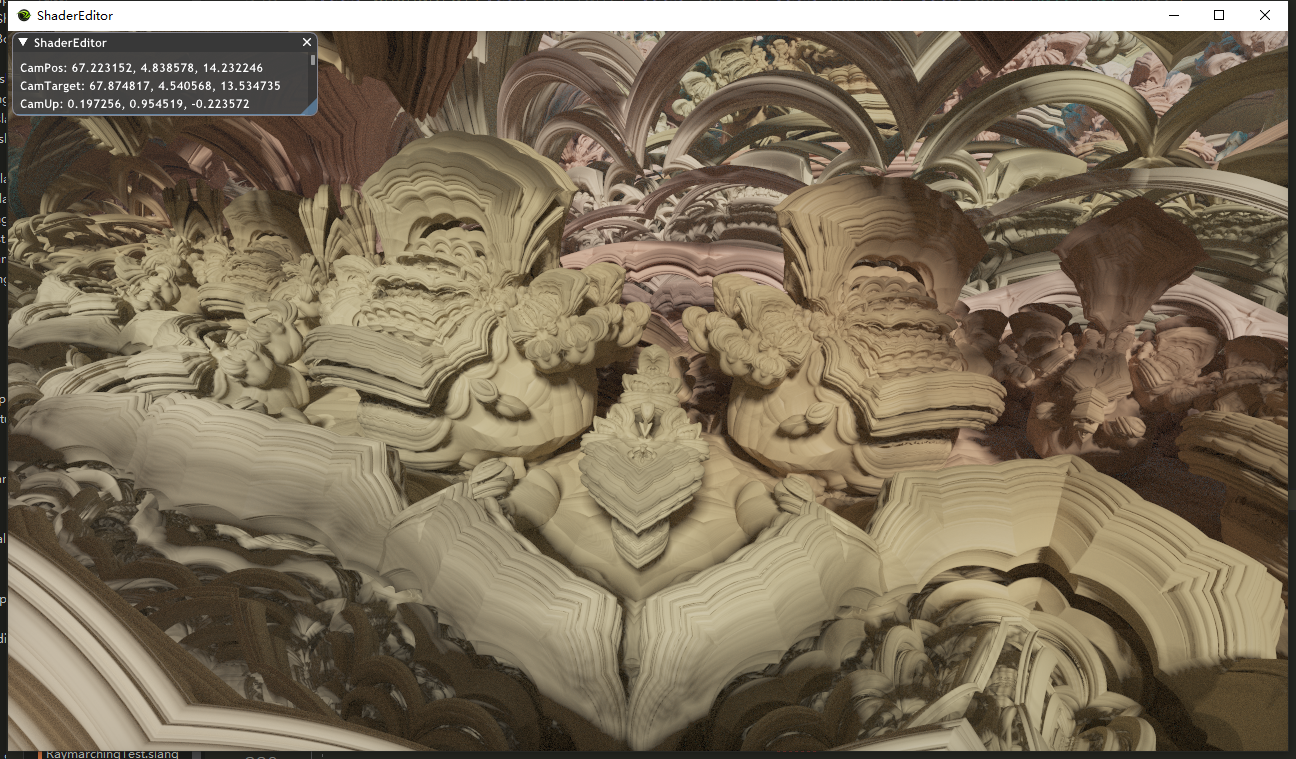 ShaderEditor
ShaderEditor
CamPos: 67.223152, 4.838578, 14.232246
CamTarget: 67.874817, 4.540568, 13.534735
CamUp: 0.197256, 0.954519, -0.223572
RaymarchingTest.slang